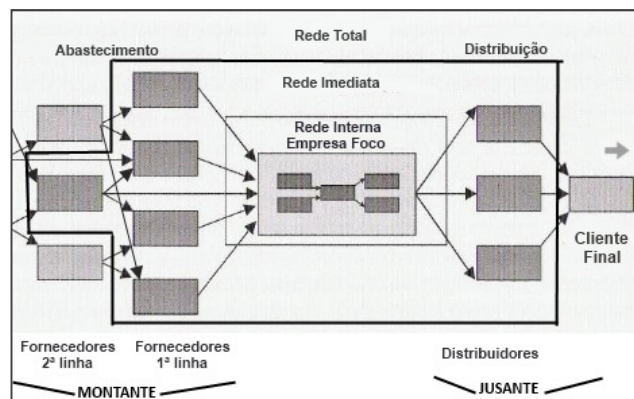 Rede Total
Abastecimento
Distribuição
Rede Imediata
Rede Interna
Empresa Foco
Cliente
Final
Fornecedores
2ª linha
Fornecedores
1ª linha
Distribuidores
MONTANTE
JUSANTE